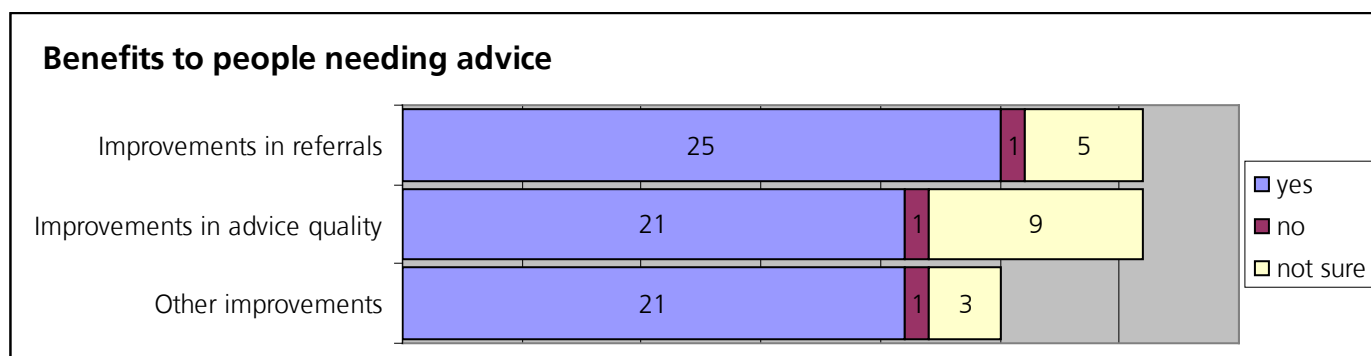 Benefits to people needing advice
Improvements in referrals
25 1 5
Improvements in advice quality
21 1 9
Other improvements
21 1 3
yes
no
not sure